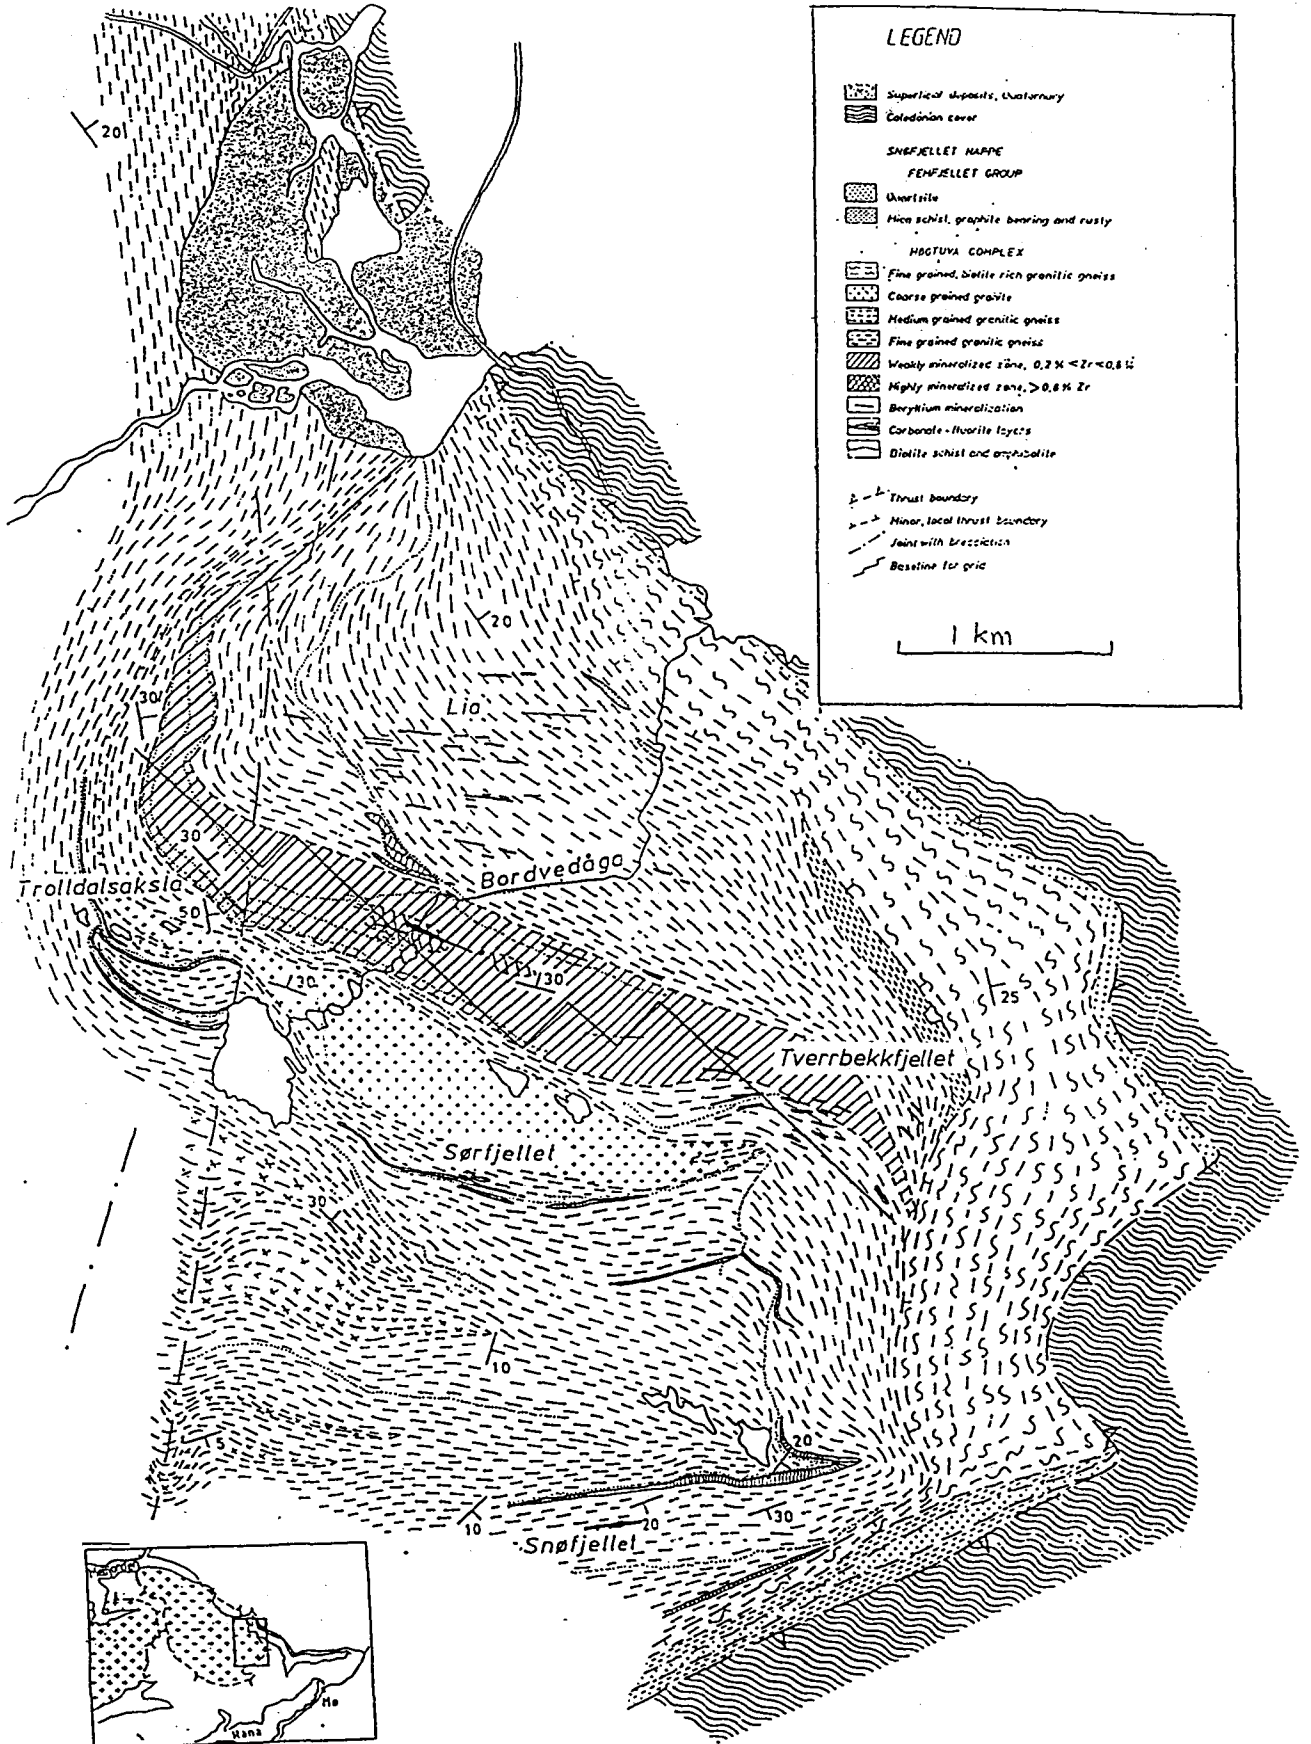 LEGEND
Superficial deposits, Quaternary
Caledonian cover
SNØFJELLET NAPPE
FEHFJELLET GROUP
Quartzite
Mica schist, graphite bearing and rusty
HØGTUVA COMPLEX
Fine grained, biotite rich granitic gneiss
Coarse grained granite
Medium grained granitic gneiss
Fine grained granitic gneiss
Weakly mineralized zone, 0,2 % < Zr < 0,8 %
Highly mineralized zone, > 0,8 % Zr
Beryllium mineralization
Carbonate - fluorite layers
Biotite schist and amphibolite
Thrust boundary
Minor, local thrust boundary
Joint with brecciation
Baseline for grid
1 km
20
20
30
Lia
30
Bordvedåga
Trolldalsaksla
50
30
30
25
Tverrbekkfjellet
Sørfjellet
30
10
5
20
10
20
30
Snøfjellet
Mo
Rana